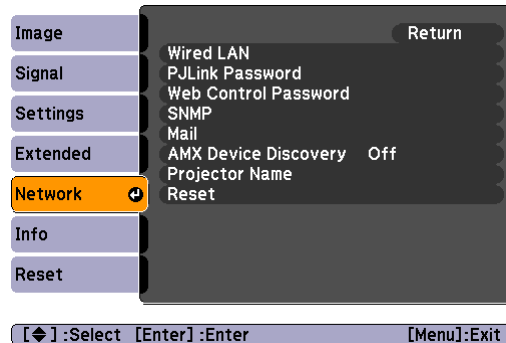 Image
Signal
Settings
Extended
Network
Info
Reset
Return
Wired LAN
PJLink Password
Web Control Password
SNMP
Mail
AMX Device Discovery Off
Projector Name
Reset
[◆] :Select [Enter] :Enter [Menu]:Exit